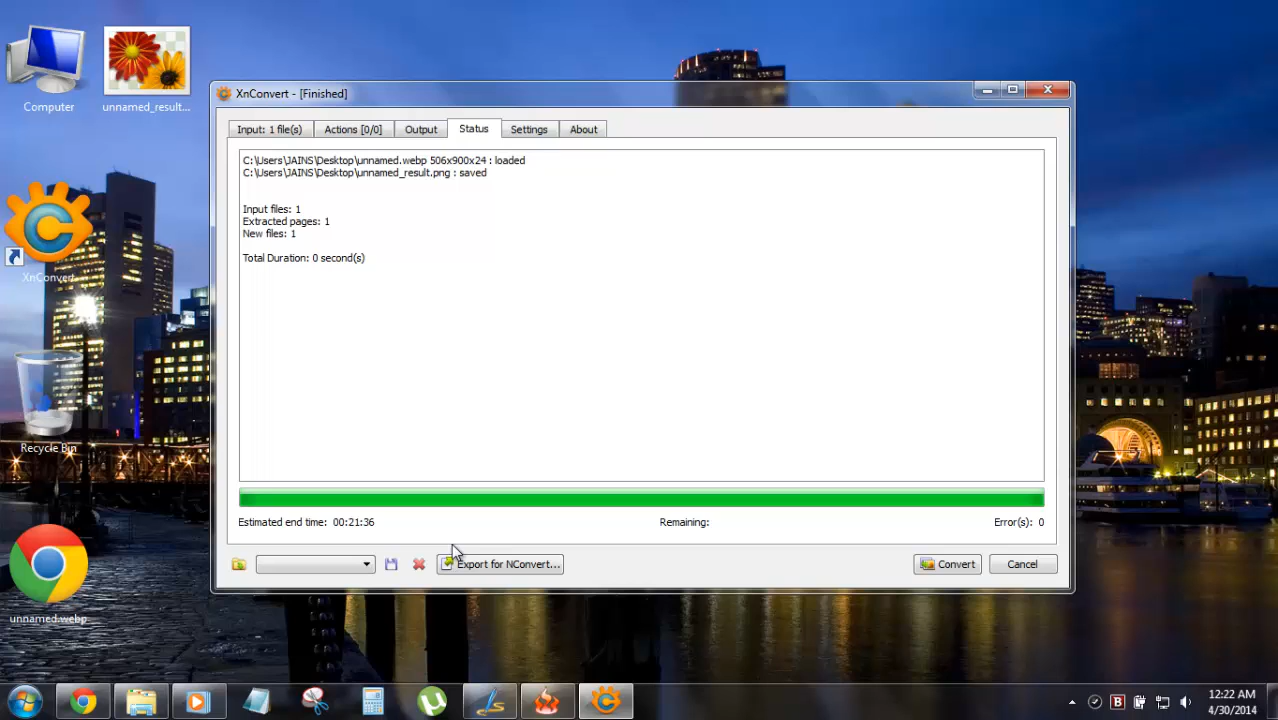 Computer
unnamed_result...
XnConvert
Recycle Bin
unnamed.webp
XnConvert - [Finished]
Input: 1 file(s)
Actions [0/0]
Output
Status
Settings
About
C:\Users\JAINS\Desktop\unnamed.webp 506x900x24 : loaded
C:\Users\JAINS\Desktop\unnamed_result.png : saved
Input files: 1
Extracted pages: 1
New files: 1
Total Duration: 0 second(s)
Estimated end time: 00:21:36
Remaining:
Error(s): 0
Export for NConvert...
Convert
Cancel
B
12:22 AM
4/30/2014